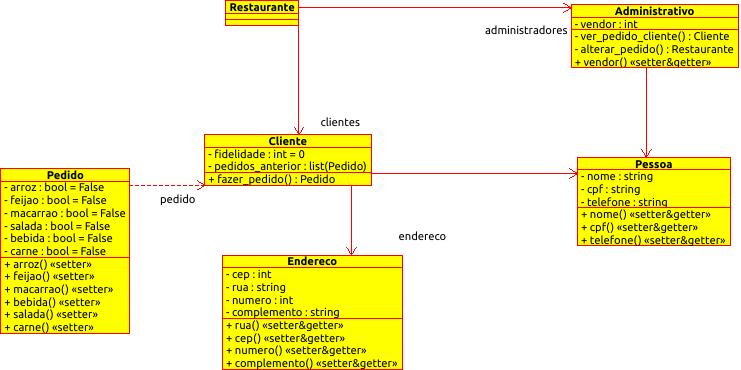 Restaurante
administradores
Administrativo
- vendor : int
- ver_pedido_cliente() : Cliente
- alterar_pedido() : Restaurante
+ vendor() «setter&getter»
clientes
Cliente
- fidelidade : int = 0
- pedidos_anterior : list(Pedido)
+ fazer_pedido() : Pedido
Pessoa
- nome : string
- cpf : string
- telefone : string
+ nome() «setter&getter»
+ cpf() «setter&getter»
+ telefone() «setter&getter»
Pedido
- arroz : bool = False
- feijao : bool = False
- macarrao : bool = False
- salada : bool = False
- bebida : bool = False
- carne : bool = False
+ arroz() «setter»
+ feijao() «setter»
+ macarrao() «setter»
+ bebida() «setter»
+ salada() «setter»
+ carne() «setter»
pedido
endereco
Endereco
- cep : int
- rua : string
- numero : int
- complemento : string
+ rua() «setter&getter»
+ cep() «setter&getter»
+ numero() «setter&getter»
+ complemento() «setter&getter»